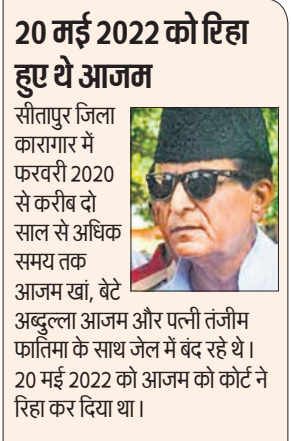 20 मई 2022 को रिहा
हुए थे आजम
सीतापुर जिला
कारागार में
फरवरी 2020
से करीब दो
साल से अधिक
समय तक
आजम खां, बेटे
अब्दुल्ला आजम और पत्नी तंजीम
फातिमा के साथ जेल में बंद रहे थे।
20 मई 2022 को आजम को कोर्ट ने
रिहा कर दिया था।